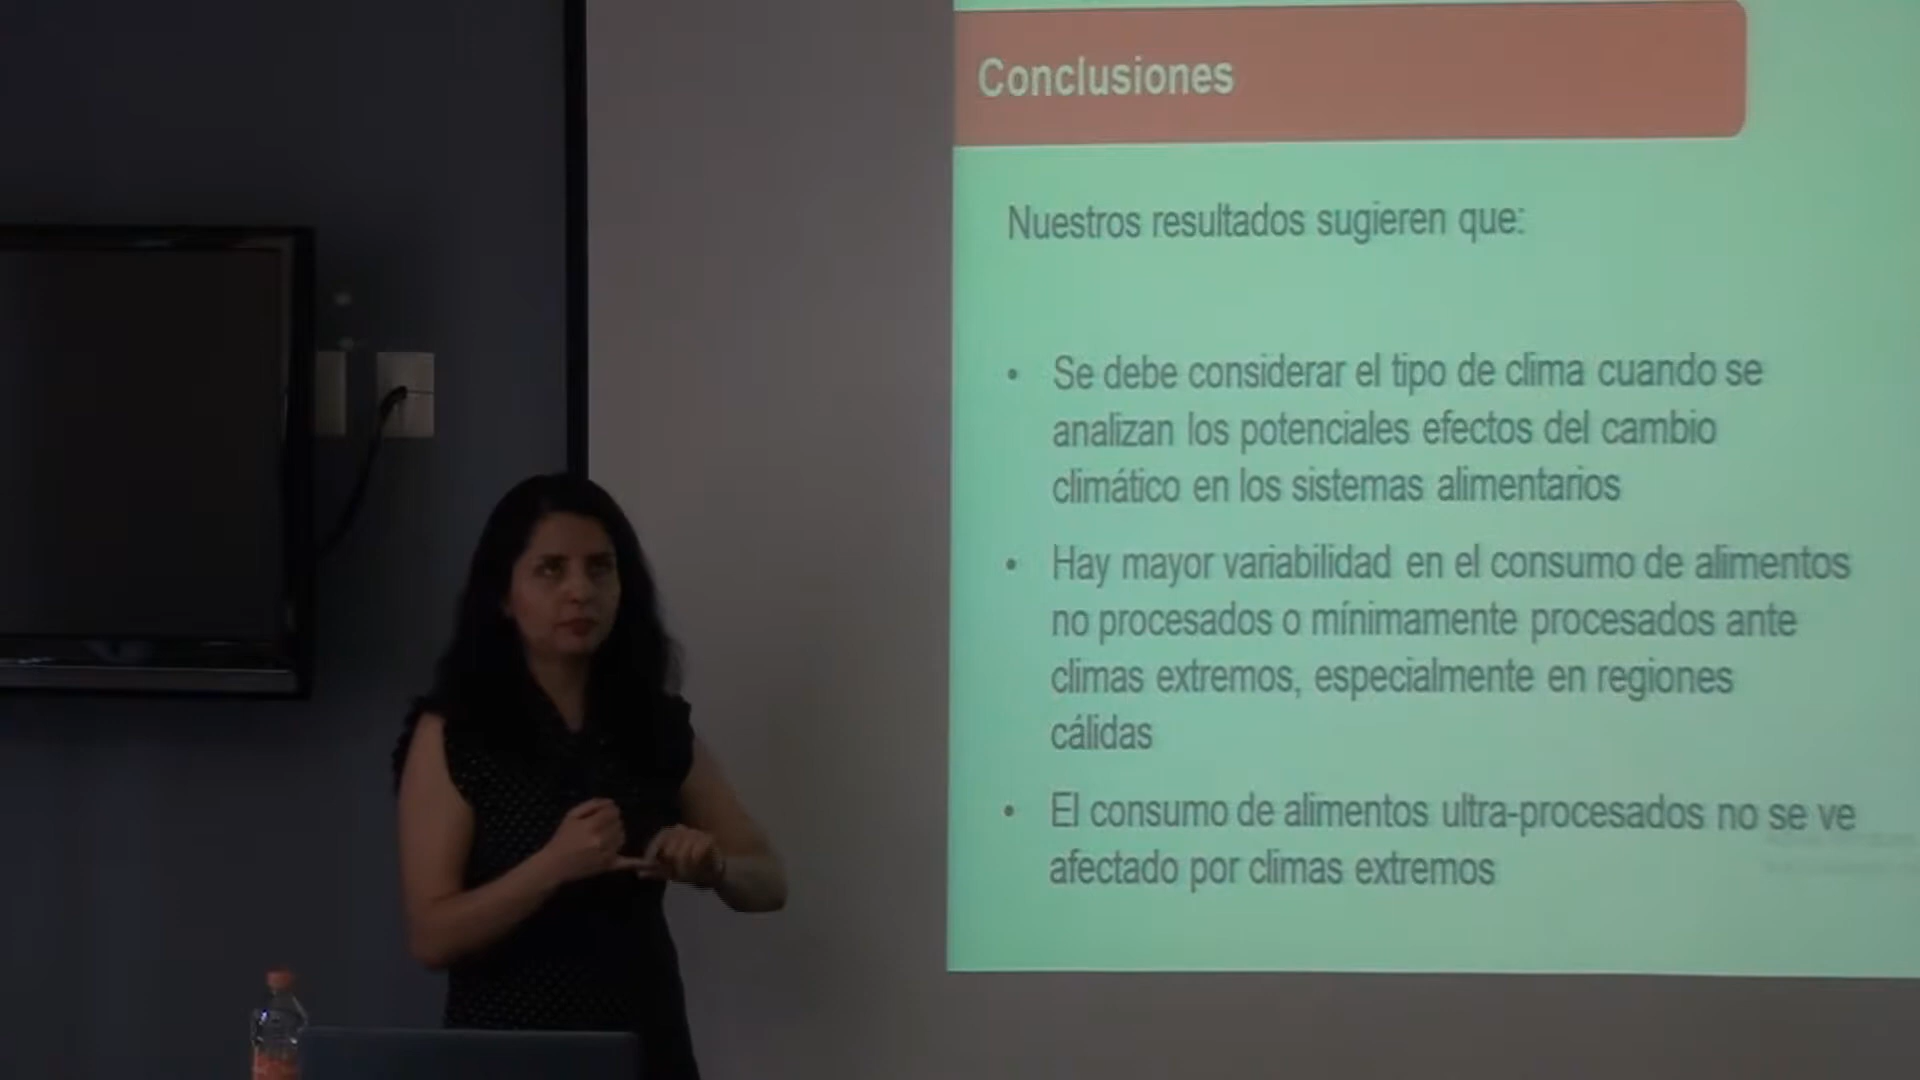 Conclusiones
Nuestros resultados sugieren que:
• Se debe considerar el tipo de clima cuando se
analizan los potenciales efectos del cambio
climático en los sistemas alimentarios
• Hay mayor variabilidad en el consumo de alimentos
no procesados o mínimamente procesados ante
climas extremos, especialmente en regiones
cálidas
• El consumo de alimentos ultra-procesados no se ve
afectado por climas extremos